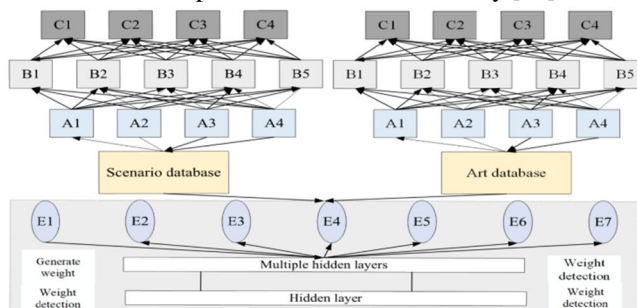 C1 C2 C3 C4 C1 C2 C3 C4
B1 B2 B3 B4 B5 B1 B2 B3 B4 B5
A1 A2 A3 A4 A1 A2 A3 A4
Scenario database Art database
E1 E2 E3 E4 E5 E6 E7
Generate weight
Multiple hidden layers
Weight detection
Weight detection
Hidden layer
Weight detection